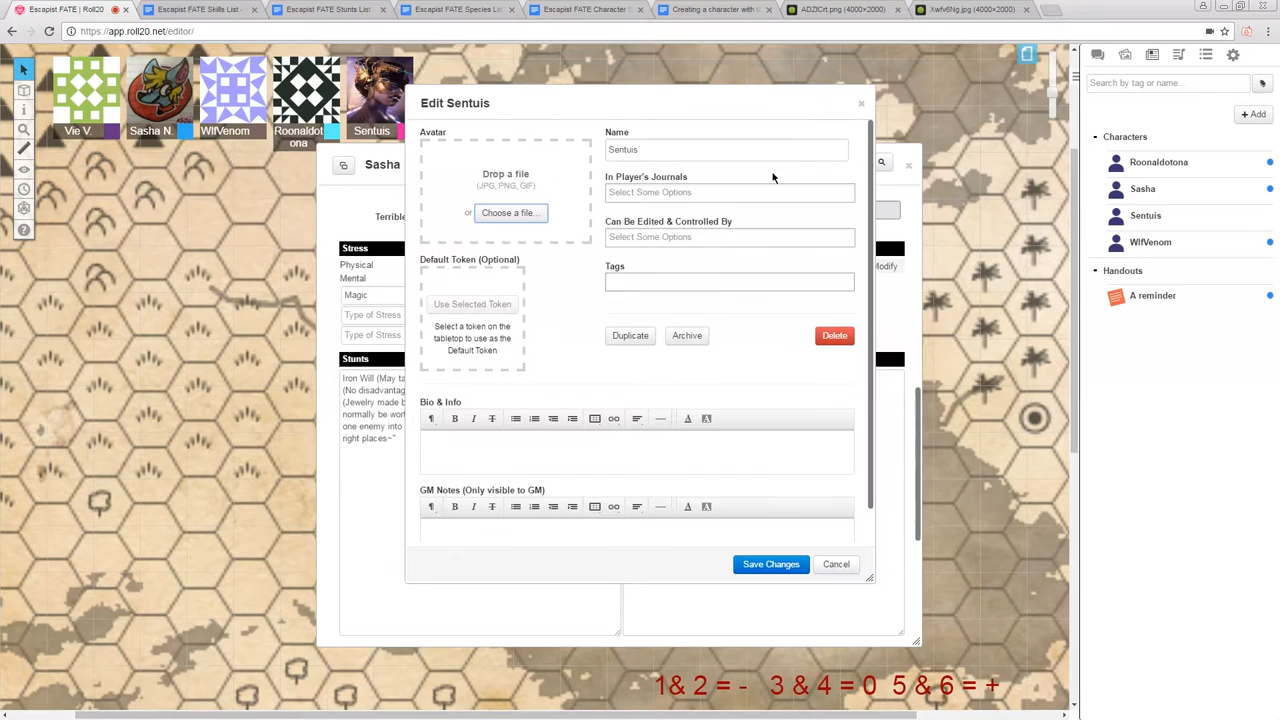 Escapist FATE | Roll20
Escapist FATE Skills List -
Escapist FATE Stunts List
Escapist FATE Species Lis
Escapist FATE Character S
Creating a character with
ADZlCrt.png (4000×2000)
Xwfv6Ng.jpg (4000×2000)
https://app.roll20.net/editor/
Vie V.
Sasha N.
WlfVenom
Roonaldotona
Sentuis
Sasha
Terrible
Stress
Physical
Mental
Magic
Type of Stress
Type of Stress
Modify
Stunts
Iron Will (May ta
(No disadvantag
(Jewelry made b
normally be wort
one enemy into
right places~"
Edit Sentuis
Avatar
Drop a file
(JPG, PNG, GIF)
or Choose a file...
Default Token (Optional)
Use Selected Token
Select a token on the
tabletop to use as the
Default Token
Name
Sentuis
In Player's Journals
Select Some Options
Can Be Edited & Controlled By
Select Some Options
Tags
Duplicate Archive Delete
Bio & Info
GM Notes (Only visible to GM)
Save Changes Cancel
Search by tag or name...
+ Add
Characters
Roonaldotona
Sasha
Sentuis
WlfVenom
Handouts
A reminder
1& 2 = - 3 & 4 = 0 5 & 6 = +